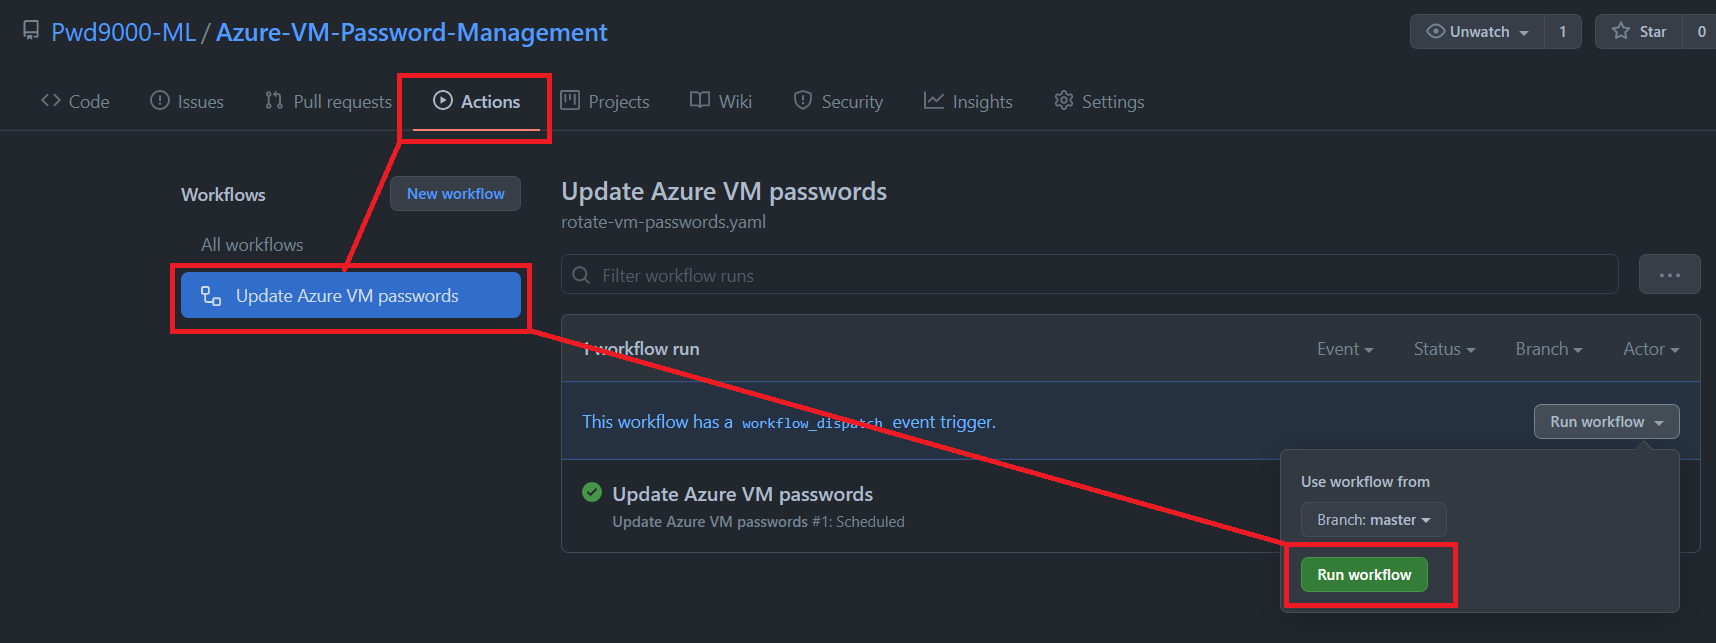 Pwd9000-ML / Azure-VM-Password-Management
Unwatch 1 Star 0
Code Issues Pull requests Actions Projects Wiki Security Insights Settings
Workflows
New workflow
All workflows
Update Azure VM passwords
Update Azure VM passwords
rotate-vm-passwords.yaml
Filter workflow runs
1 workflow run
Event Status Branch Actor
This workflow has a workflow_dispatch event trigger.
Run workflow
Update Azure VM passwords
Update Azure VM passwords #1: Scheduled
Use workflow from
Branch: master
Run workflow